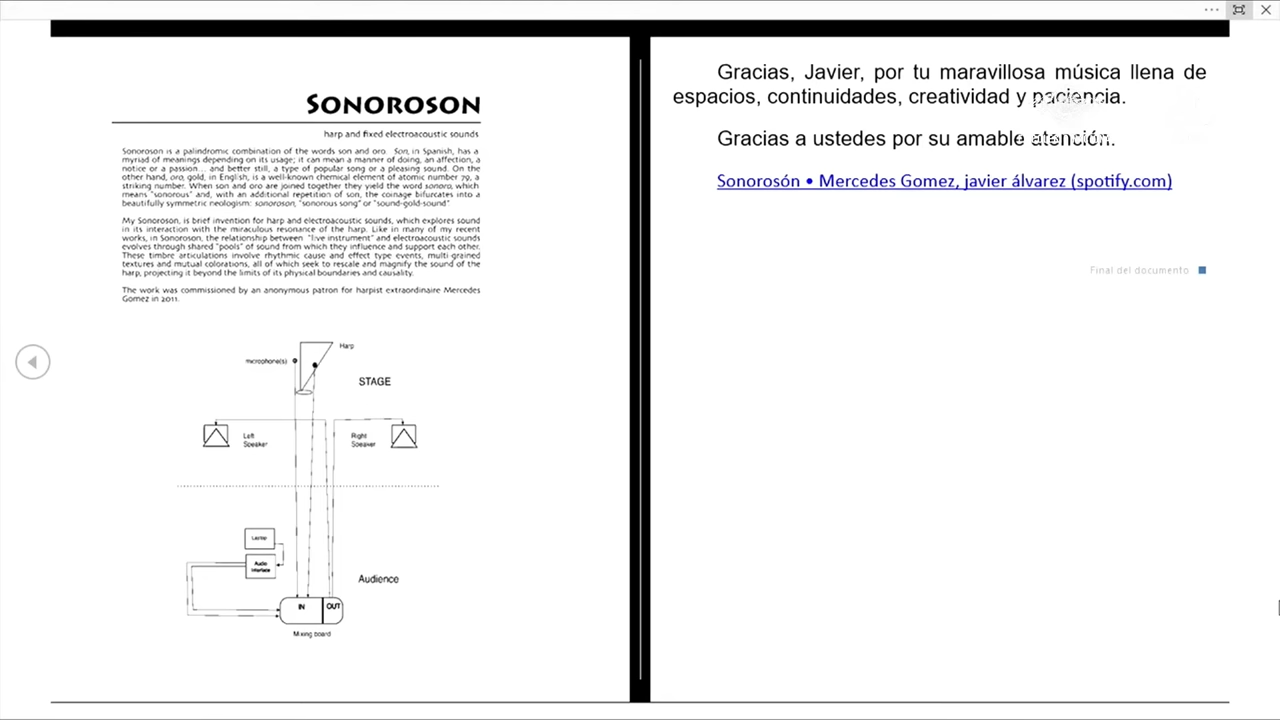 SONOROSON
harp and fixed electroacoustic sounds
Sonoroson is a palindromic combination of the words son and oro. Son, in Spanish, has a
myriad of meanings depending on its usage; it can mean a manner of doing, an affection, a
notice or a passion... and better still, a type of popular song or a pleasing sound. On the
other hand, oro, gold, in English, is a well-known chemical element of atomic number 79, a
striking number. When son and oro are joined together they yield the word sonoro, which
means "sonorous" and, with an additional repetition of son, the coinage bifurcates into a
beautifully symmetric neologism: sonoroson, "sonorous song" or "sound-gold-sound".
My Sonoroson, is brief invention for harp and electroacoustic sounds, which explores sound
in its interaction with the miraculous resonance of the harp. Like in many of my recent
works, in Sonoroson, the relationship between "live instrument" and electroacoustic sounds
evolves through shared "pools" of sound from which they influence and support each other.
These timbre articulations involve rhythmic cause and effect type events, multi-grained
textures and mutual colorations, all of which seek to rescale and magnify the sound of the
harp, projecting it beyond the limits of its physical boundaries and causality.
The work was commissioned by an anonymous patron for harpist extraordinaire Mercedes
Gomez in 2011.
Harp
microphone(s)
STAGE
Left
Speaker
Right
Speaker
Laptop
Audio
Interface
Audience
IN
OUT
Mixing board
Gracias, Javier, por tu maravillosa música llena de
espacios, continuidades, creatividad y paciencia.
Gracias a ustedes por su amable atención.
Sonorosón • Mercedes Gomez, javier álvarez (spotify.com)
Final del documento